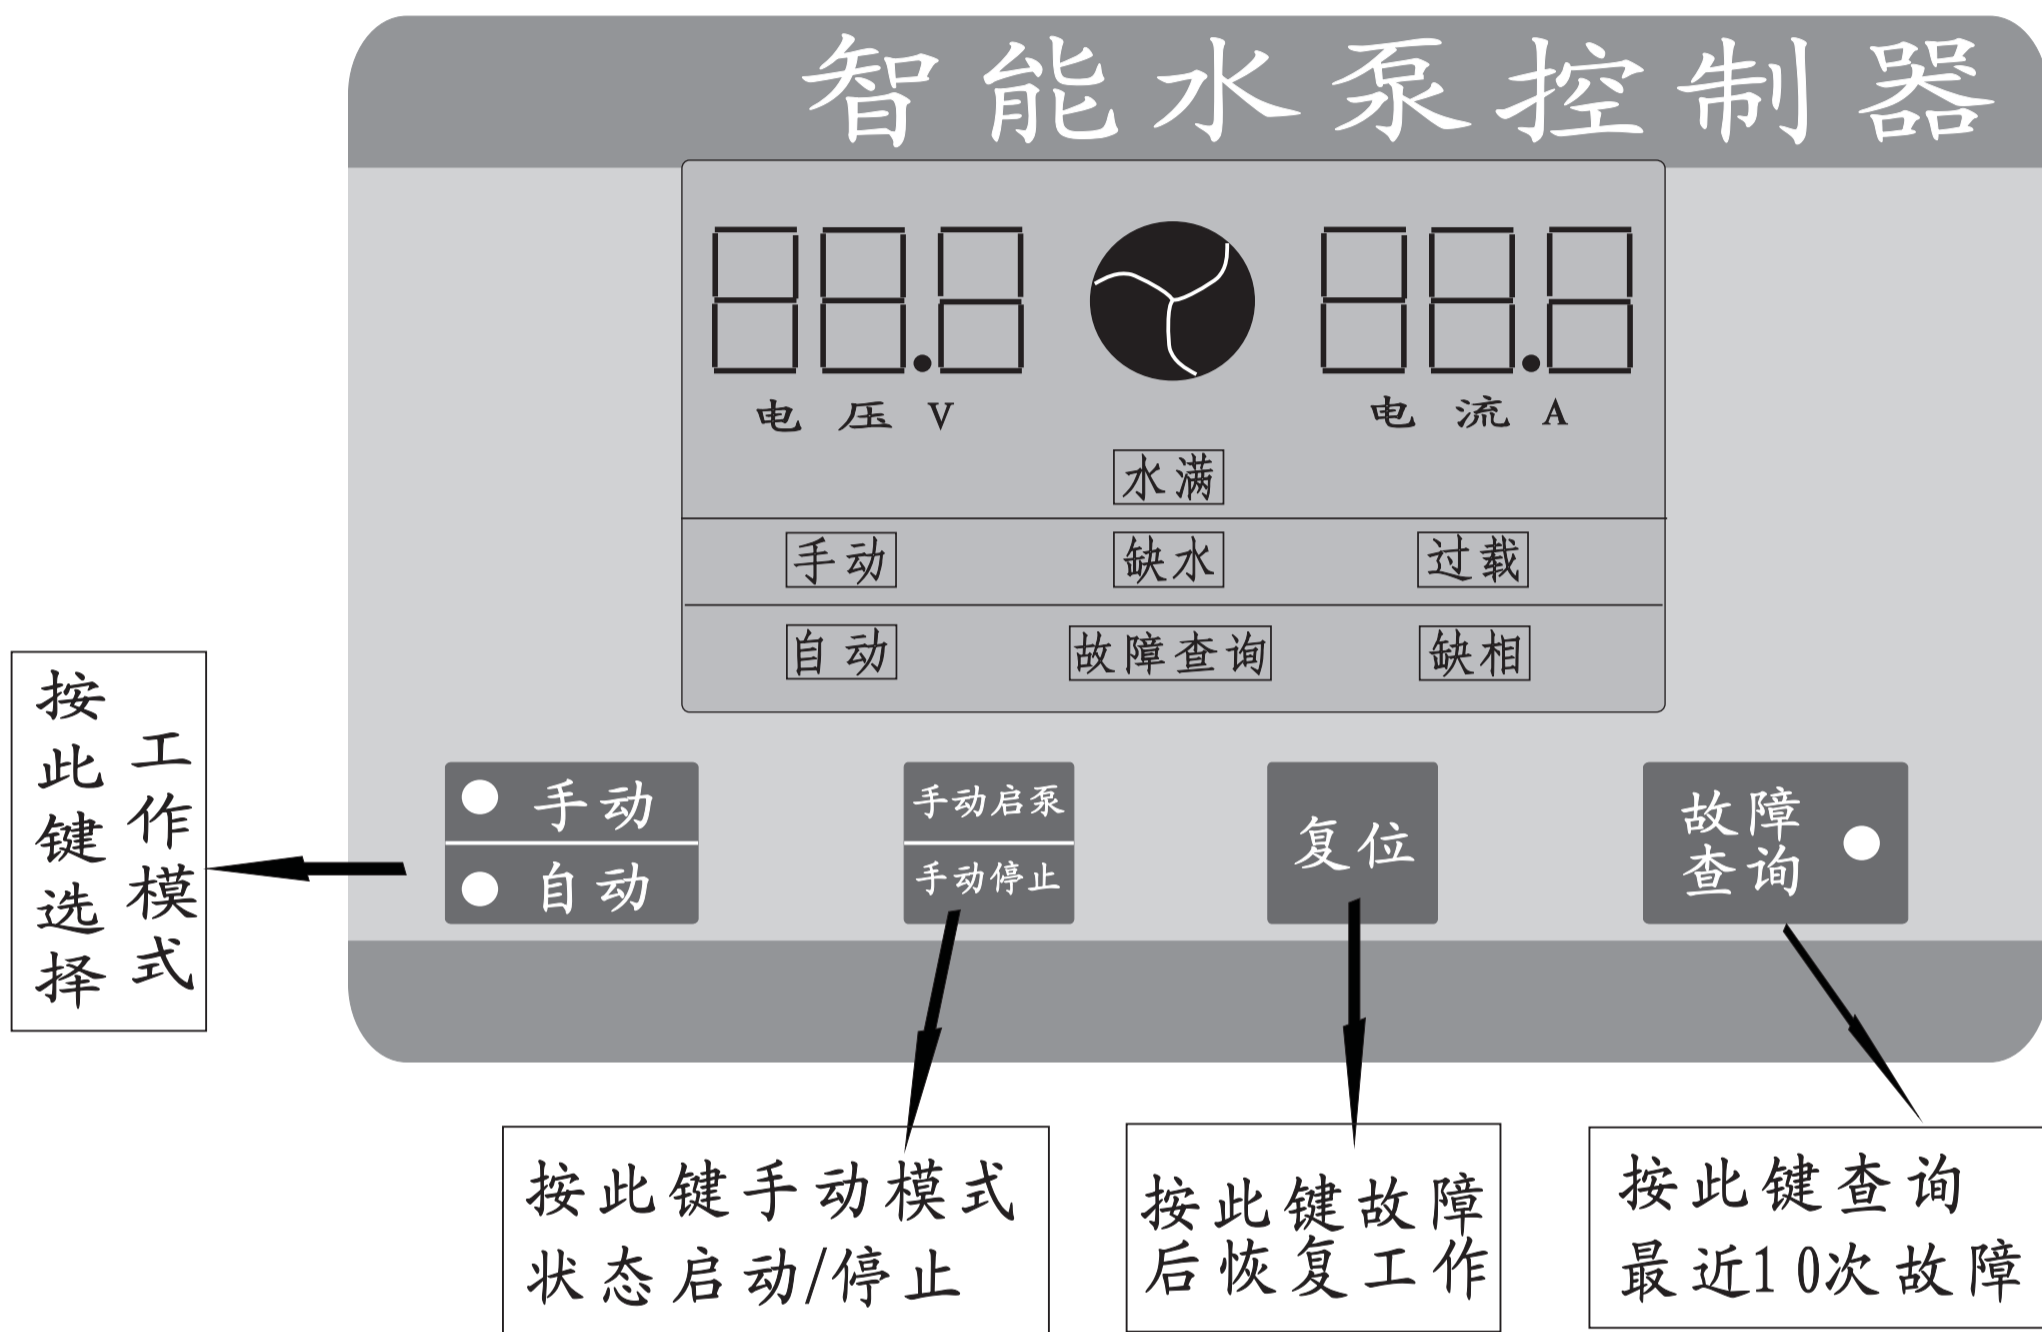 智能水泵控制器
电压V
电流A
水满
手动
缺水
过载
自动
故障查询
缺相
手动
自动
手动启泵
手动停止
复位
故障
查询
按此键选择
工作模式
按此键手动模式
状态启动/停止
按此键故障
后恢复工作
按此键查询
最近10次故障